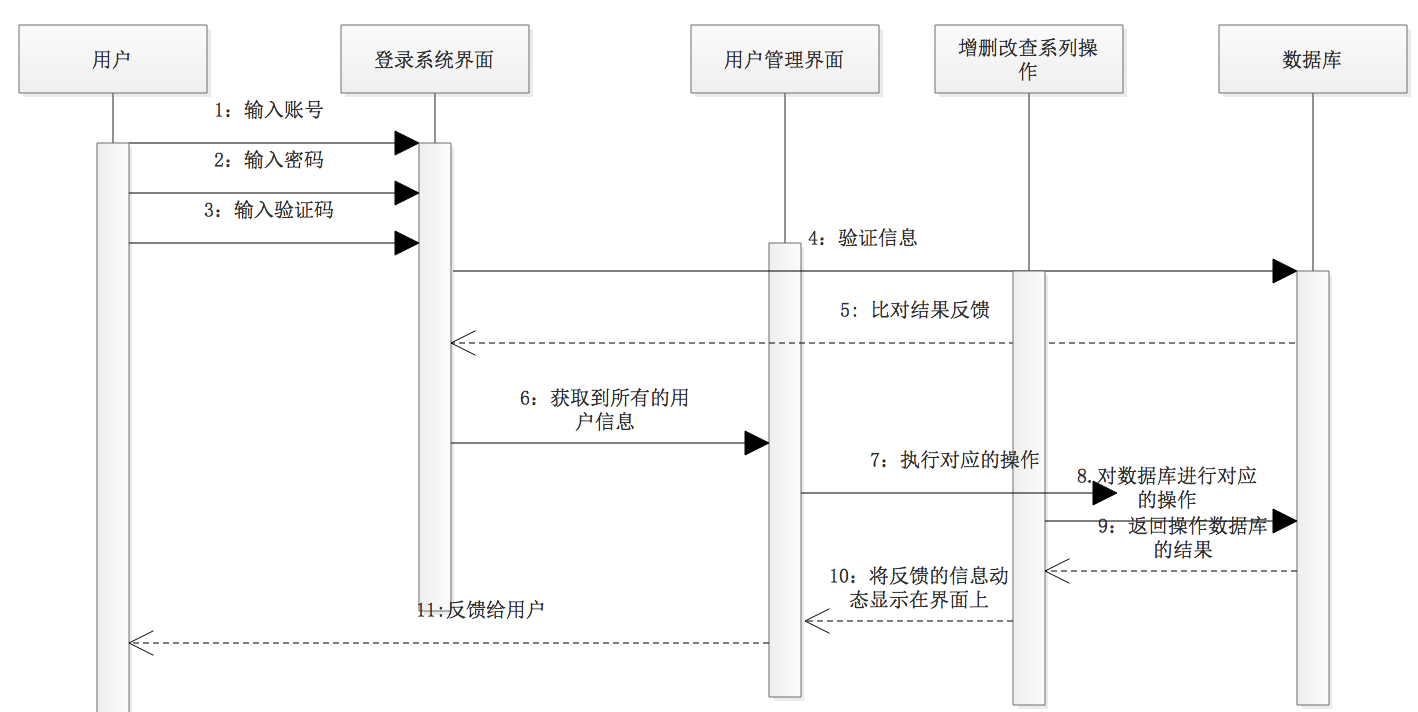 用户
登录系统界面
用户管理界面
增删改查系列操
作
数据库
1：输入账号
2：输入密码
3：输入验证码
4：验证信息
5：比对结果反馈
6：获取到所有的用
户信息
7：执行对应的操作
8.对数据库进行对应
的操作
9：返回操作数据库
的结果
10：将反馈的信息动
态显示在界面上
11:反馈给用户